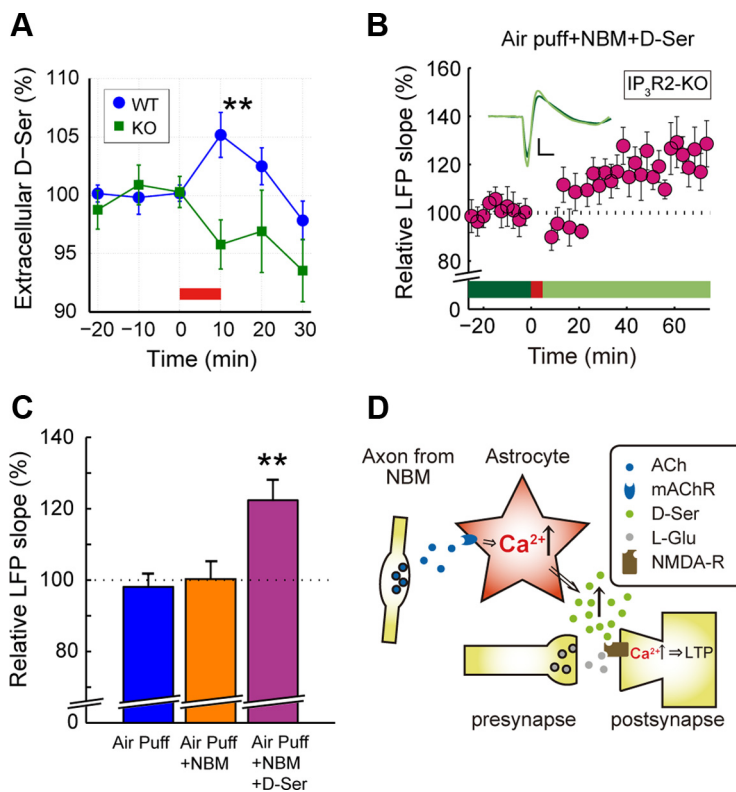 A
Extracellular D–Ser (%)
110
105
100
95
90
WT
KO
**
−20
−10
0
10
20
30
Time (min)
B
Air puff+NBM+D-Ser
IP3R2-KO
Relative LFP slope (%)
160
140
120
100
80
0
−20
0
20
40
60
Time (min)
C
Relative LFP slope (%)
140
120
100
80
0
**
Air Puff
Air Puff
+NBM
Air Puff
+NBM
+D-Ser
D
Axon from
NBM
Astrocyte
Ca2+
ACh
mAChR
D-Ser
L-Glu
NMDA-R
Ca2+ ↑ ⇒ LTP
presynapse
postsynapse